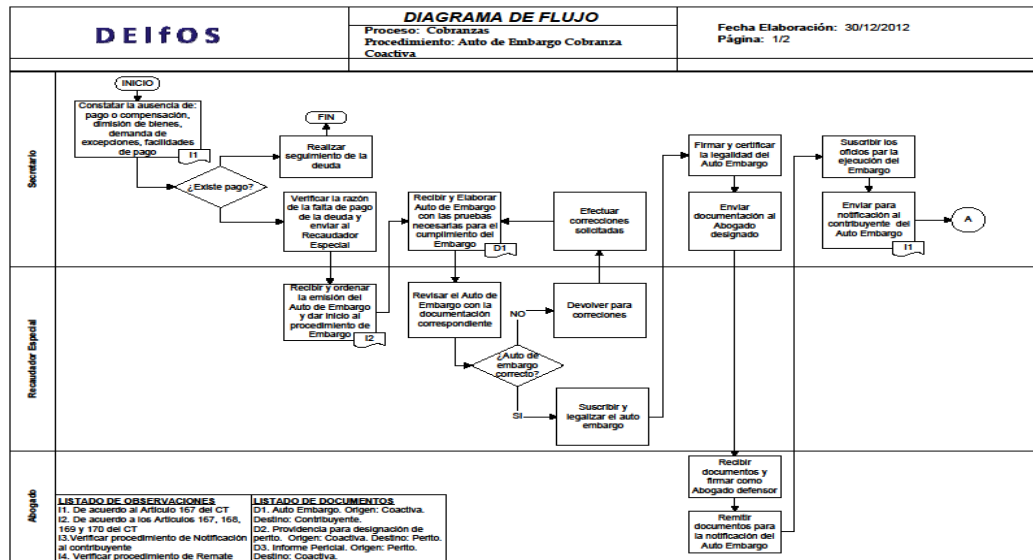 DEIfOS
DIAGRAMA DE FLUJO
Proceso: Cobranzas
Procedimiento: Auto de Embargo Cobranza
Coactiva
Fecha Elaboración: 30/12/2012
Página: 1/2
Secretario
INICIO
Constatar la ausencia de:
pago o compensación,
dimisión de bienes,
demanda de
excepciones, facilidades
de pago
I1
¿Existe pago?
FIN
Realizar
seguimiento de la
deuda
Verificar la razón
de la falta de pago
de la deuda y
enviar al
Recaudador
Especial
Recibir y Elaborar
Auto de Embargo
con las pruebas
necesarias para el
cumplimiento del
Embargo
D1
Efectuar
correcciones
solicitadas
Firmar y certificar
la legalidad del
Auto Embargo
Enviar
documentación al
Abogado
designado
Suscribir los
oficios par la
ejecución del
Embargo
Enviar para
notificación al
contribuyente del
Auto Embargo
I1
A
Recaudador Especial
Recibir y ordenar
la emisión del
Auto de Embargo
y dar inicio al
procedimiento de
Embargo
I2
Revisar el Auto de
Embargo con la
documentación
correspondiente
NO
Devolver para
correciones
¿Auto de
embargo
correcto?
SI
Suscribir y
legalizar el auto
embargo
Abogado
Recibir
documentos y
firmar como
Abogado defensor
Remitir
documentos para
la notificación del
Auto Embargo
LISTADO DE OBSERVACIONES
I1. De acuerdo al Articulo 167 del CT
I2. De acuerdo a los Articulos 167, 168,
169 y 170 del CT
I3.Verificar procedimiento de Notificación
al contribuyente
I4. Verificar procedimiento de Remate
LISTADO DE DOCUMENTOS
D1. Auto Embargo. Origen: Coactiva.
Destino: Contribuyente.
D2. Providencia para designación de
perito. Origen: Coactiva. Destino: Perito.
D3. Informe Pericial. Origen: Perito.
Destino: Coactiva.